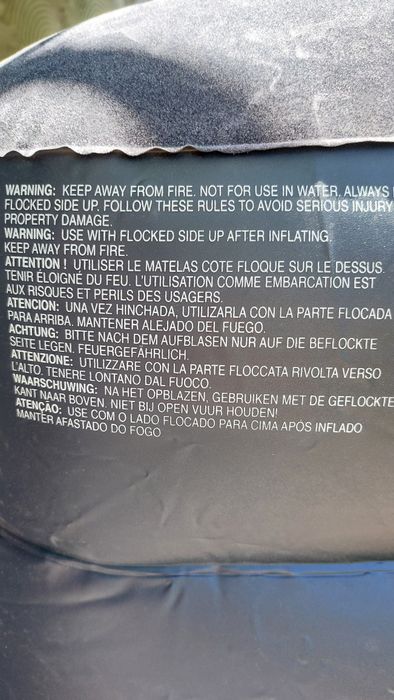 WARNING: KEEP AWAY FROM FIRE. NOT FOR USE IN WATER, ALWAYS
FLOCKED SIDE UP. FOLLOW THESE RULES TO AVOID SERIOUS INJURY
PROPERTY DAMAGE.
WARNING: USE WITH FLOCKED SIDE UP AFTER INFLATING.
KEEP AWAY FROM FIRE.
ATTENTION ! UTILISER LE MATELAS COTE FLOQUE SUR LE DESSUS.
TENIR ÉLOIGNÉ DU FEU. L'UTILISATION COMME EMBARCATION EST
AUX RISQUES ET PERILS DES USAGERS.
ATENCION: UNA VEZ HINCHADA, UTILIZARLA CON LA PARTE FLOCADA
PARA ARRIBA. MANTENER ALEJADO DEL FUEGO.
ACHTUNG: BITTE NACH DEM AUFBLASEN NUR AUF DIE BEFLOCKTE
SEITE LEGEN. FEUERGEFÄHRLICH.
ATTENZIONE: UTILIZZARE CON LA PARTE FLOCCATA RIVOLTA VERSO
L'ALTO. TENERE LONTANO DAL FUOCO.
WAARSCHUWING: NA HET OPBLAZEN, GEBRUIKEN MET DE GEFLOCKTE
KANT NAAR BOVEN. NIET BIJ OPEN VUUR HOUDEN!
ATENÇÃO: USE COM O LADO FLOCADO PARA CIMA APÓS INFLADO
MANTER AFASTADO DO FOGO